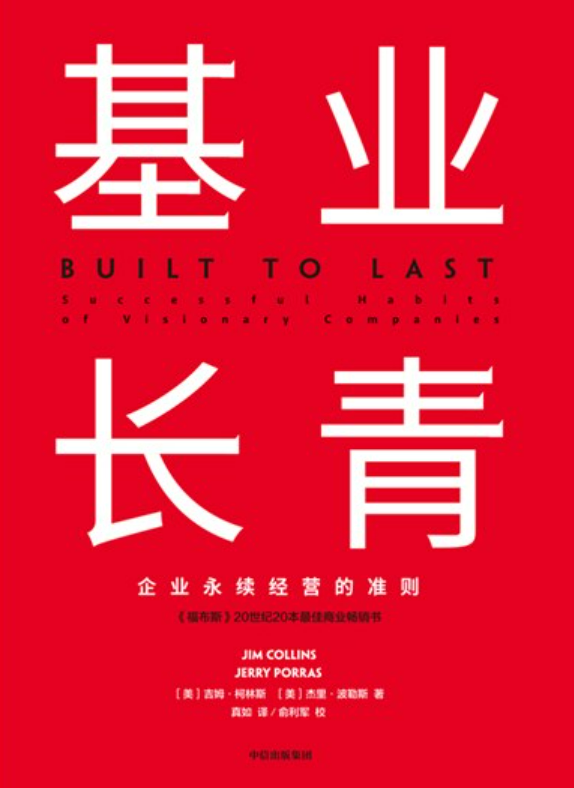 基业
BUILT TO LAST
Successful Habits
of Visionary Companies
长青
企业永续经营的准则
《福布斯》20世纪20本最佳商业畅销书
JIM COLLINS
JERRY PORRAS
[美]吉姆·柯林斯 [美]杰里·波勒斯 著
真如 译/俞利军 校
中信出版集团